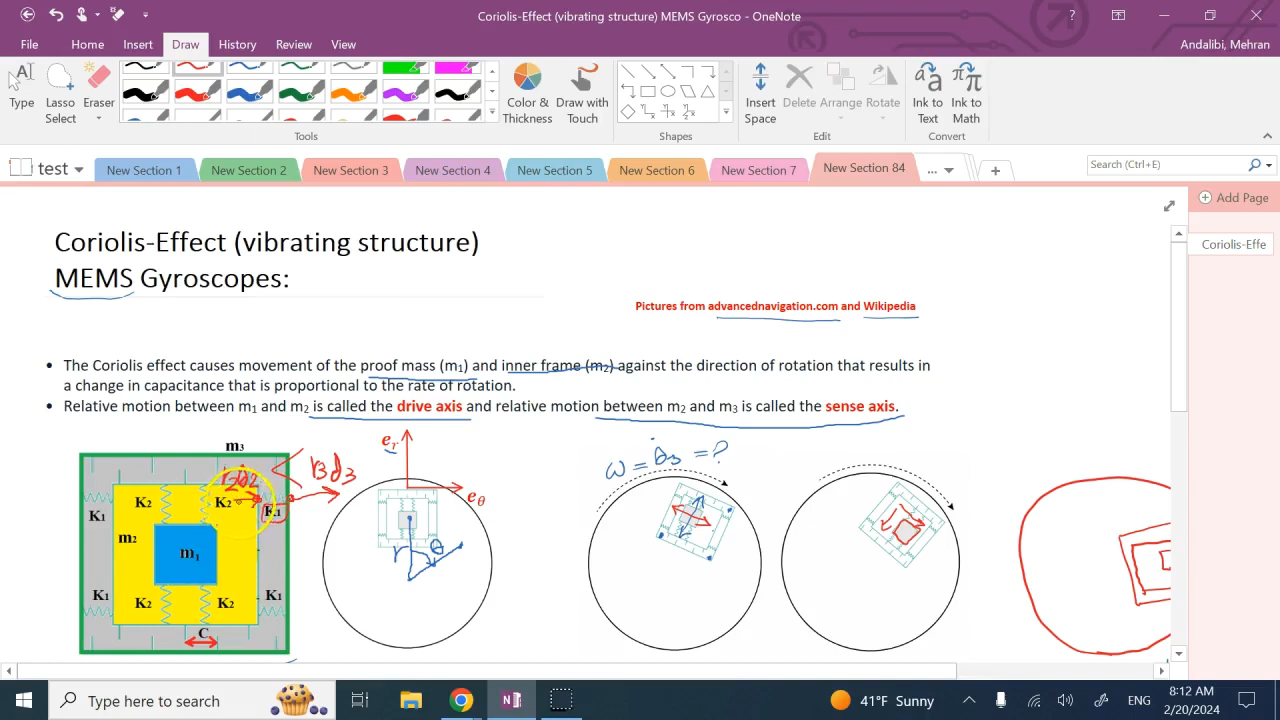 Coriolis-Effect (vibrating structure) MEMS Gyrosco - OneNote
File Home Insert Draw History Review View
Andalibi, Mehran
Type
Lasso Select
Eraser
Color & Thickness
Draw with Touch
Insert Space
Delete
Arrange
Rotate
Ink to Text
Ink to Math
Tools
Shapes
Edit
Convert
test
New Section 1
New Section 2
New Section 3
New Section 4
New Section 5
New Section 6
New Section 7
New Section 84
...
Search (Ctrl+E)
Add Page
Coriolis-Effe
Coriolis-Effect (vibrating structure)
MEMS Gyroscopes:
Pictures from advancednavigation.com and Wikipedia
• The Coriolis effect causes movement of the proof mass (m₁) and inner frame (m₂) against the direction of rotation that results in
a change in capacitance that is proportional to the rate of rotation.
• Relative motion between m₁ and m₂ is called the drive axis and relative motion between m₂ and m₃ is called the sense axis.
m₃
K₂
K₂
K₁
K₁
m₂
m₁
K₁
K₁
K₂
K₂
C
eᵣ
e_θ
r
θ
ω = θ̇₃ = ?
41°F Sunny
Type here to search
ENG
8:12 AM
2/20/2024